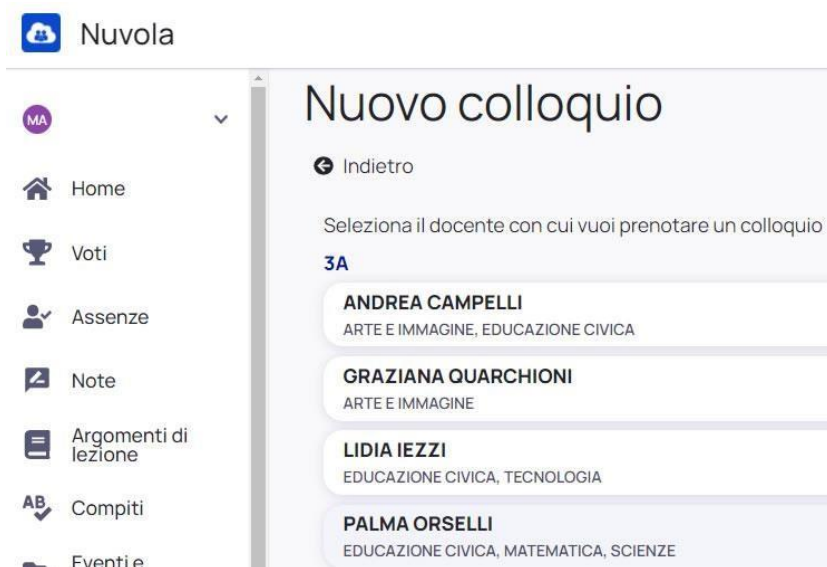 Nuvola
MA
Home
Voti
Assenze
Note
Argomenti di
lezione
AB
Compiti
Eventi e
Nuovo colloquio
Indietro
Seleziona il docente con cui vuoi prenotare un colloquio
3A
ANDREA CAMPELLI
ARTE E IMMAGINE, EDUCAZIONE CIVICA
GRAZIANA QUARCHIONI
ARTE E IMMAGINE
LIDIA IEZZI
EDUCAZIONE CIVICA, TECNOLOGIA
PALMA ORSELLI
EDUCAZIONE CIVICA, MATEMATICA, SCIENZE